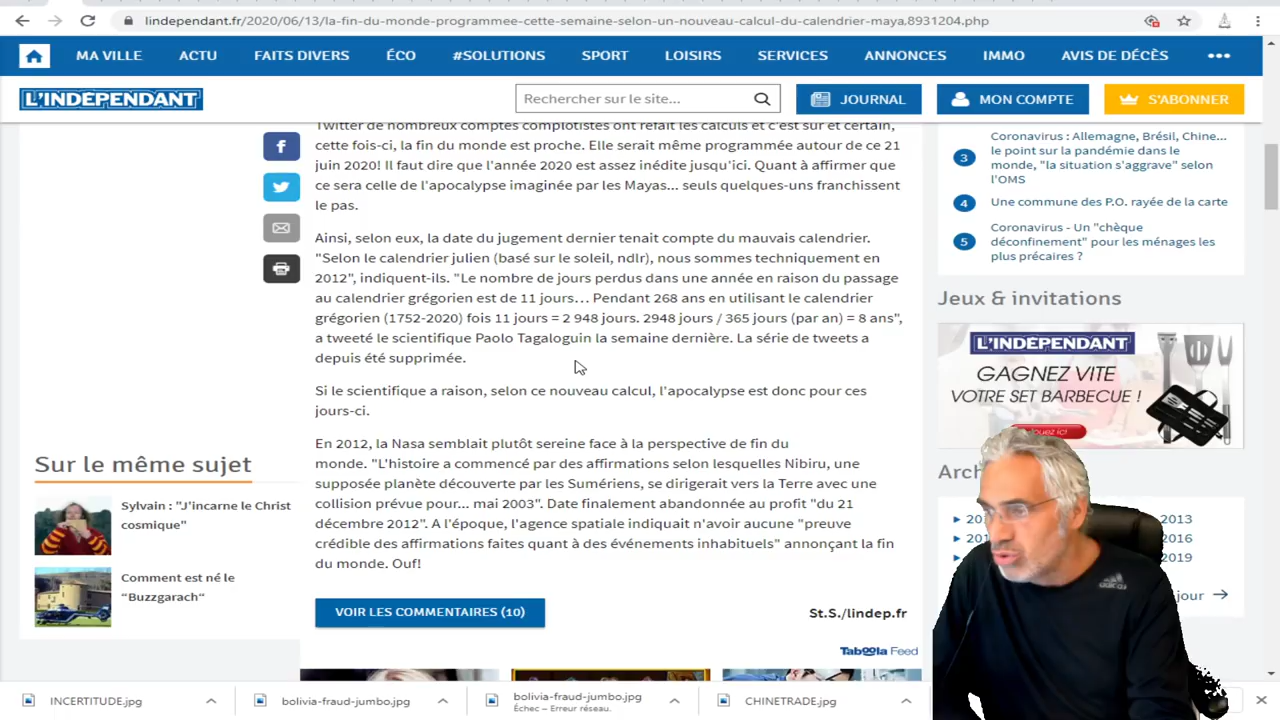 lindependant.fr/2020/06/13/la-fin-du-monde-programmee-cette-semaine-selon-un-nouveau-calcul-du-calendrier-maya,8931204.php
MA VILLE ACTU FAITS DIVERS ÉCO #SOLUTIONS SPORT LOISIRS SERVICES ANNONCES IMMO AVIS DE DÉCÈS
L'INDÉPENDANT Rechercher sur le site... JOURNAL MON COMPTE S'ABONNER
Twitter de nombreux comptes complotistes ont refait les calculs et c'est sûr et certain,
cette fois-ci, la fin du monde est proche. Elle serait même programmée autour de ce 21
juin 2020! Il faut dire que l'année 2020 est assez inédite jusqu'ici. Quant à affirmer que
ce sera celle de l'apocalypse imaginée par les Mayas... seuls quelques-uns franchissent
le pas.
Ainsi, selon eux, la date du jugement dernier tenait compte du mauvais calendrier.
"Selon le calendrier julien (basé sur le soleil, ndlr), nous sommes techniquement en
2012", indiquent-ils. "Le nombre de jours perdus dans une année en raison du passage
au calendrier grégorien est de 11 jours… Pendant 268 ans en utilisant le calendrier
grégorien (1752-2020) fois 11 jours = 2 948 jours. 2948 jours / 365 jours (par an) = 8 ans",
a tweeté le scientifique Paolo Tagaloguin la semaine dernière. La série de tweets a
depuis été supprimée.
Si le scientifique a raison, selon ce nouveau calcul, l'apocalypse est donc pour ces
jours-ci.
En 2012, la Nasa semblait plutôt sereine face à la perspective de fin du
monde. "L'histoire a commencé par des affirmations selon lesquelles Nibiru, une
supposée planète découverte par les Sumériens, se dirigerait vers la Terre avec une
collision prévue pour... mai 2003". Date finalement abandonnée au profit "du 21
décembre 2012". A l'époque, l'agence spatiale indiquait n'avoir aucune "preuve
crédible des affirmations faites quant à des événements inhabituels" annonçant la fin
du monde. Ouf!
VOIR LES COMMENTAIRES (10)
St.S./lindep.fr
Taboola Feed
Sur le même sujet
Sylvain : "J'incarne le Christ
cosmique"
Comment est né le
"Buzzgarach"
Coronavirus : Allemagne, Brésil, Chine...
3 le point sur la pandémie dans le
monde, "la situation s'aggrave" selon
l'OMS
4 Une commune des P.O. rayée de la carte
Coronavirus - Un "chèque
5 déconfinement" pour les ménages les
plus précaires ?
Jeux & invitations
L'INDÉPENDANT
GAGNEZ VITE
VOTRE SET BARBECUE !
2013
2016
2019
jour
adidas
INCERTITUDE.jpg
bolivia-fraud-jumbo.jpg
bolivia-fraud-jumbo.jpg
Échec – Erreur réseau.
CHINETRADE.jpg